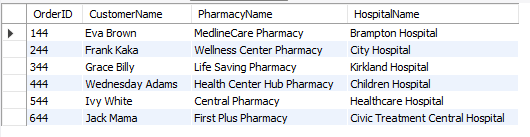 OrderID CustomerName PharmacyName HospitalName
144 Eva Brown MedlineCare Pharmacy Brampton Hospital
244 Frank Kaka Wellness Center Pharmacy City Hospital
344 Grace Billy Life Saving Pharmacy Kirkland Hospital
444 Wednesday Adams Health Center Hub Pharmacy Children Hospital
544 Ivy White Central Pharmacy Healthcare Hospital
644 Jack Mama First Plus Pharmacy Civic Treatment Central Hospital